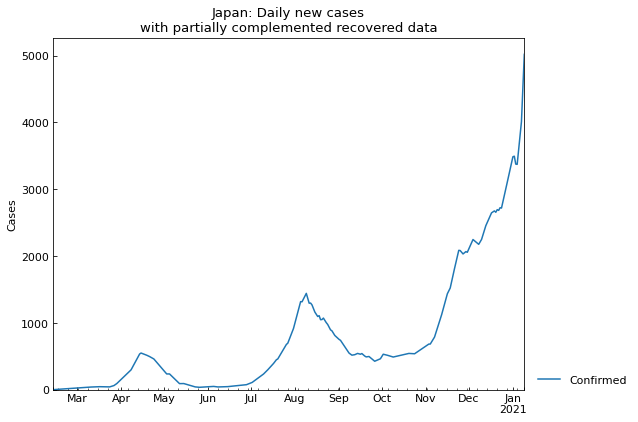 Japan: Daily new cases
with partially complemented recovered data
5000
4000
3000
2000
1000
0
Cases
Mar Apr May Jun Jul Aug Sep Oct Nov Dec Jan
2021
Confirmed